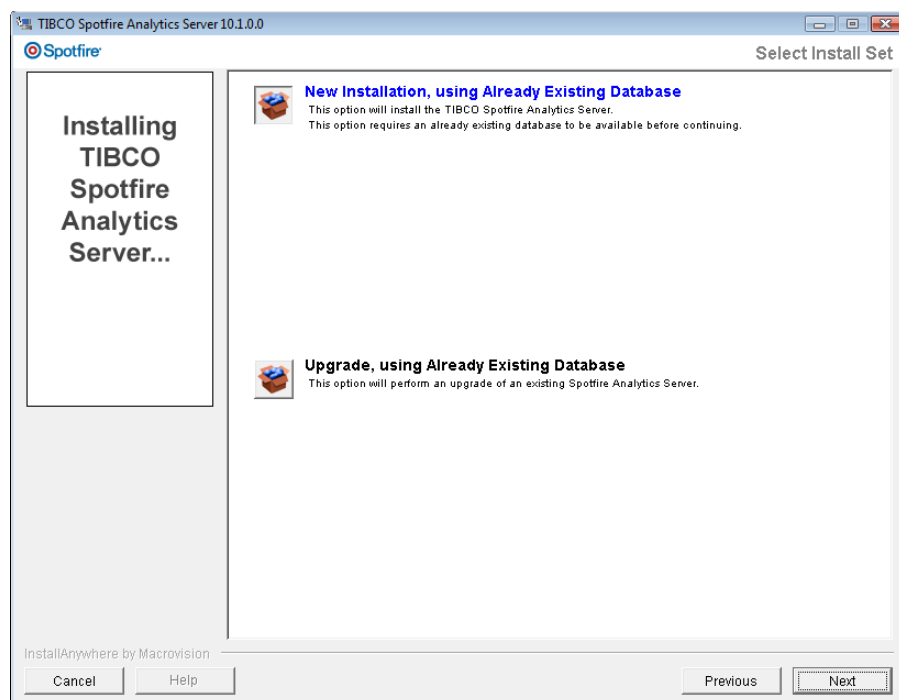 TIBCO Spotfire Analytics Server 10.1.0.0
Spotfire
Select Install Set
Installing
TIBCO
Spotfire
Analytics
Server...
New Installation, using Already Existing Database
This option will install the TIBCO Spotfire Analytics Server.
This option requires an already existing database to be available before continuing.
Upgrade, using Already Existing Database
This option will perform an upgrade of an existing Spotfire Analytics Server.
InstallAnywhere by Macrovision
Cancel
Help
Previous
Next